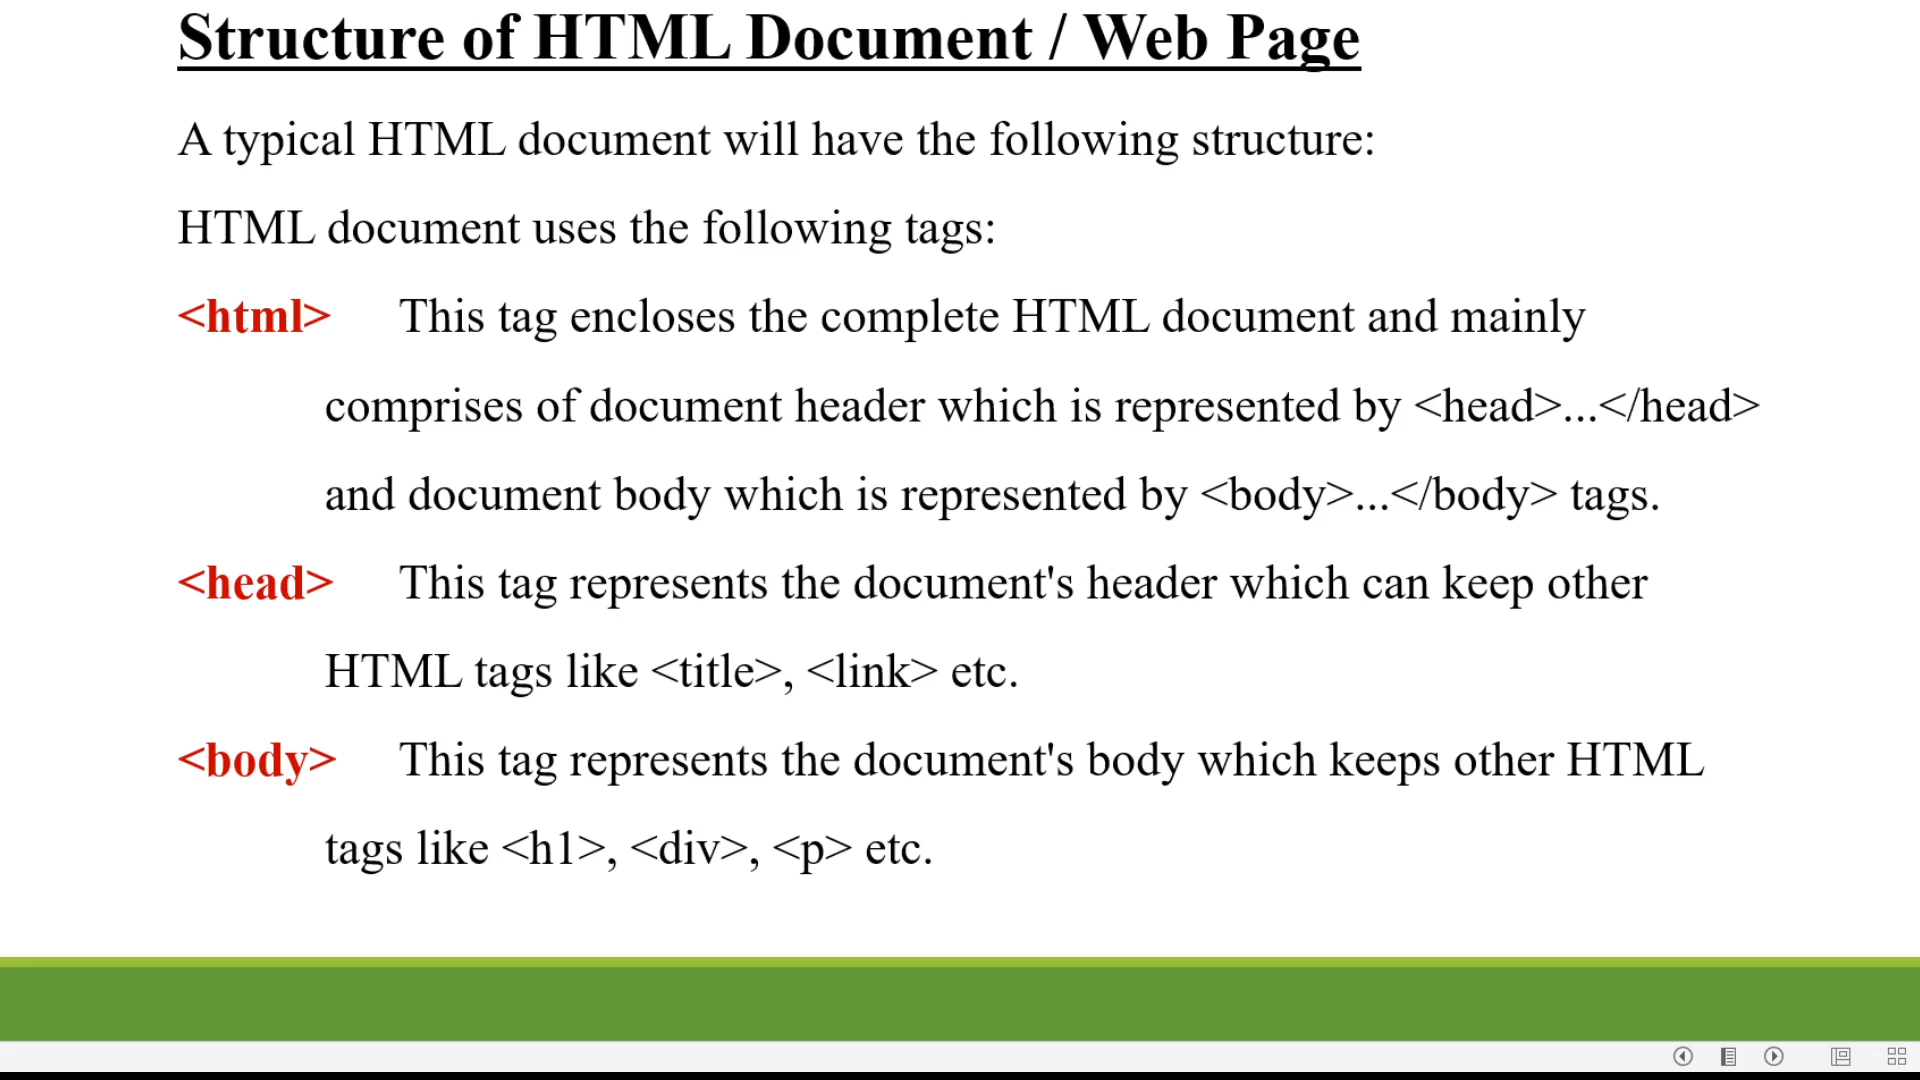 Structure of HTML Document / Web Page
A typical HTML document will have the following structure:
HTML document uses the following tags:
<html> This tag encloses the complete HTML document and mainly
comprises of document header which is represented by <head>...</head>
and document body which is represented by <body>...</body> tags.
<head> This tag represents the document's header which can keep other
HTML tags like <title>, <link> etc.
<body> This tag represents the document's body which keeps other HTML
tags like <h1>, <div>, <p> etc.